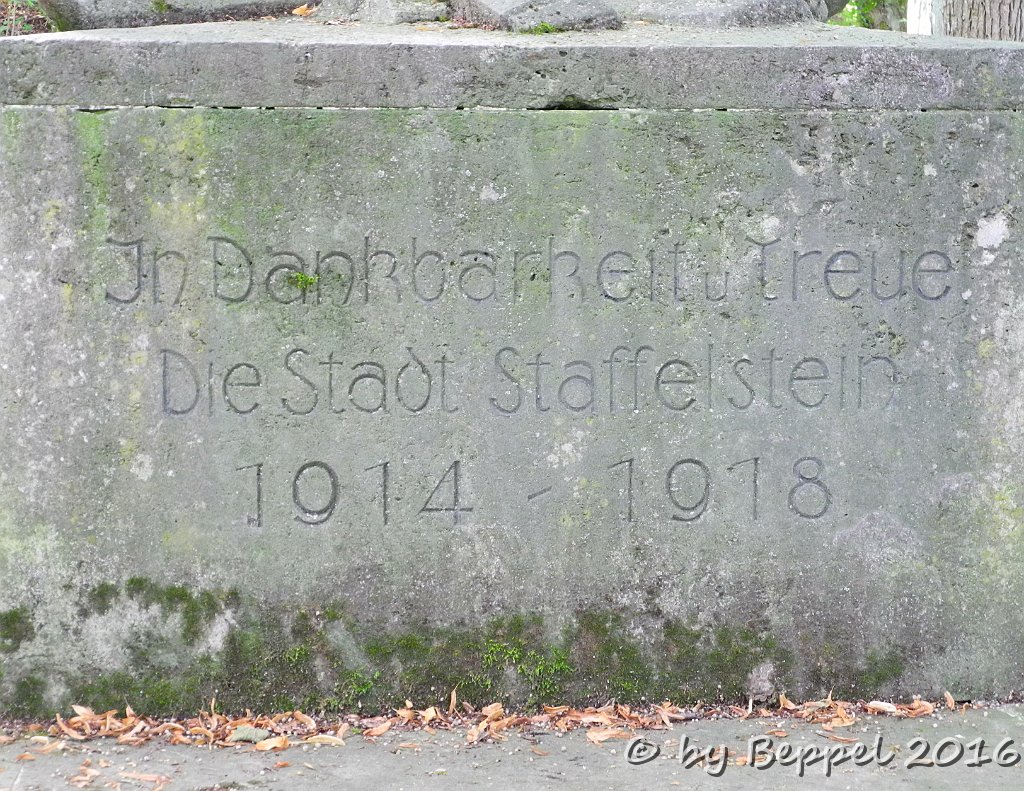 In Dankbarkeit u. Treue
Die Stadt Staffelstein
1914 - 1918
© by Beppel 2016